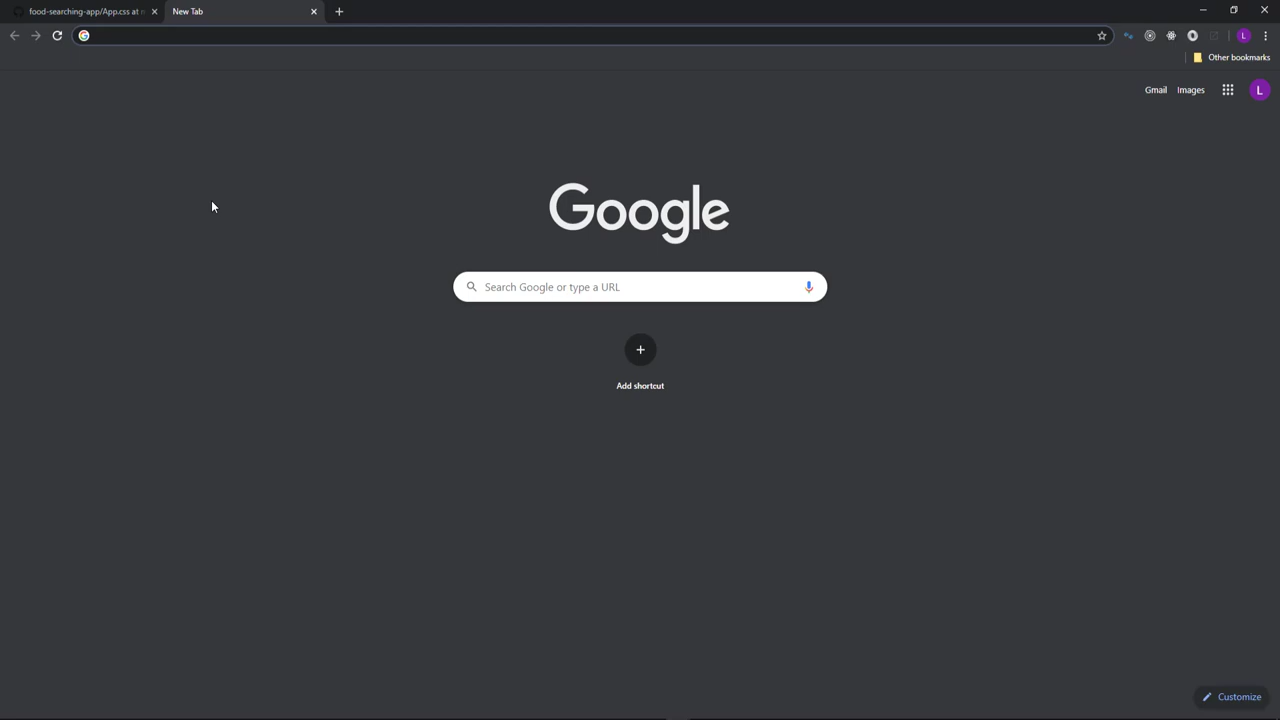 food-searching-app/App.css at
New Tab
Other bookmarks
Gmail Images
L
L
Google
Search Google or type a URL
Add shortcut
Customize